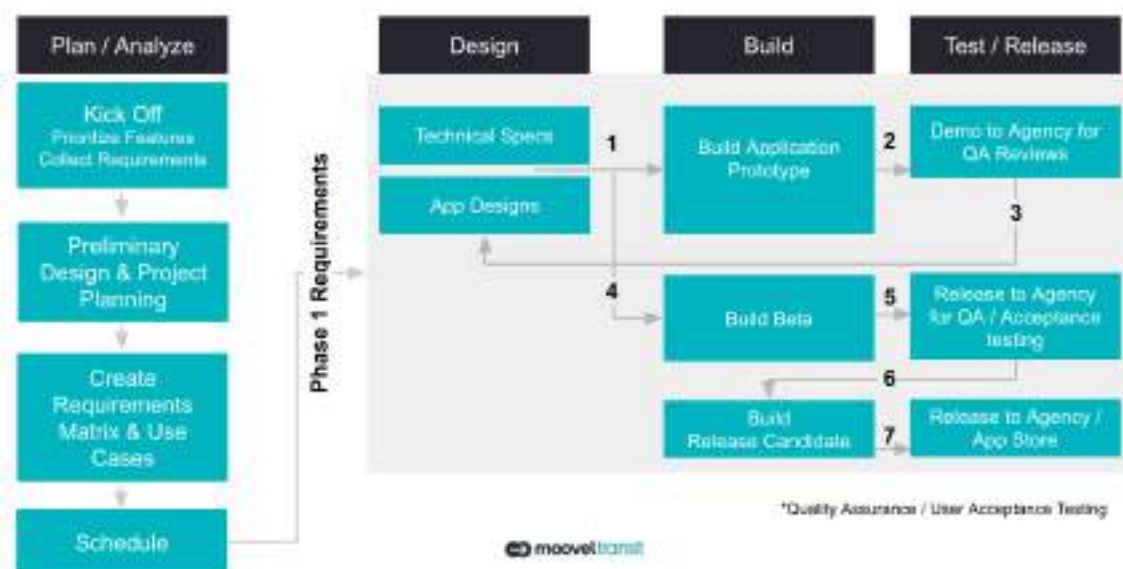 Plan / Analyze
Kick Off
Prioritize Features
Collect Requirements
Preliminary
Design & Project
Planning
Create
Requirements
Matrix & Use
Cases
Schedule
Phase 1 Requirements
Design
Technical Specs
App Designs
Build
Build Application
Prototype
Build Beta
Build
Release Candidate
Test / Release
Demo to Agency for
QA Reviews
Release to Agency
for QA / Acceptance
testing
Release to Agency /
App Store
1
2
3
4
5
6
7
*Quality Assurance / User Acceptance Testing
moovel transit